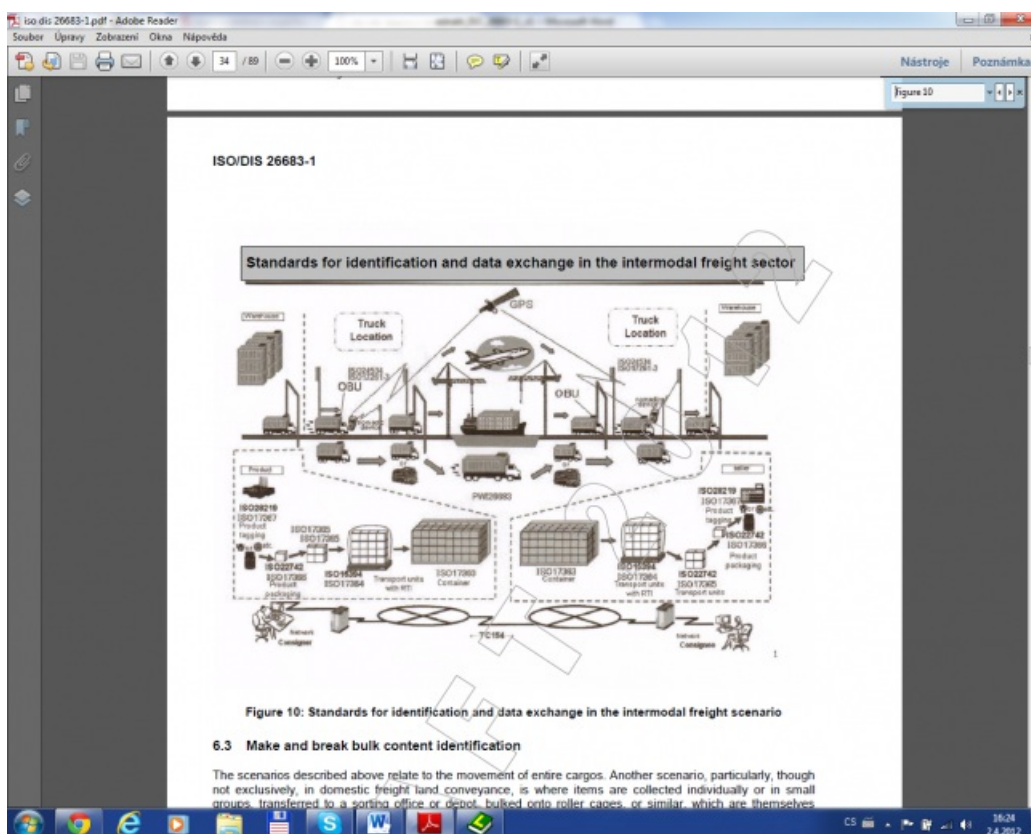 iso dis 26683-1.pdf - Adobe Reader
Soubor Úpravy Zobrazení Okna Nápověda
34 / 89 100% Nástroje Poznámka
figure 10
ISO/DIS 26683-1
Standards for identification and data exchange in the intermodal freight sector
GPS
Warehouse
Truck
Location
Truck
Location
Warehouse
OBU
OBU
PWI26683
Product
ISO28219
ISO17367
Product
tagging
ISO22742
ISO17366
Product
packaging
ISO17365
ISO17365
ISO15394
ISO17364
Transport units
with RTI
ISO17363
Container
ISO17363
Container
ISO15394
ISO17364
Transport units
with RTI
ISO22742
ISO17365
Transport units
ISO28219
ISO17367
Product
tagging
ISO22742
ISO17366
Product
packaging
Network
Consignor
TC154
Network
Consignee
1
Figure 10: Standards for identification and data exchange in the intermodal freight scenario
6.3 Make and break bulk content identification
The scenarios described above relate to the movement of entire cargos. Another scenario, particularly, though
not exclusively, in domestic freight land conveyance, is where items are collected individually or in small
groups, transferred to a sorting office or depot, bulked onto roller cages, or similar, which are themselves
CS 16:24
2.4.2012